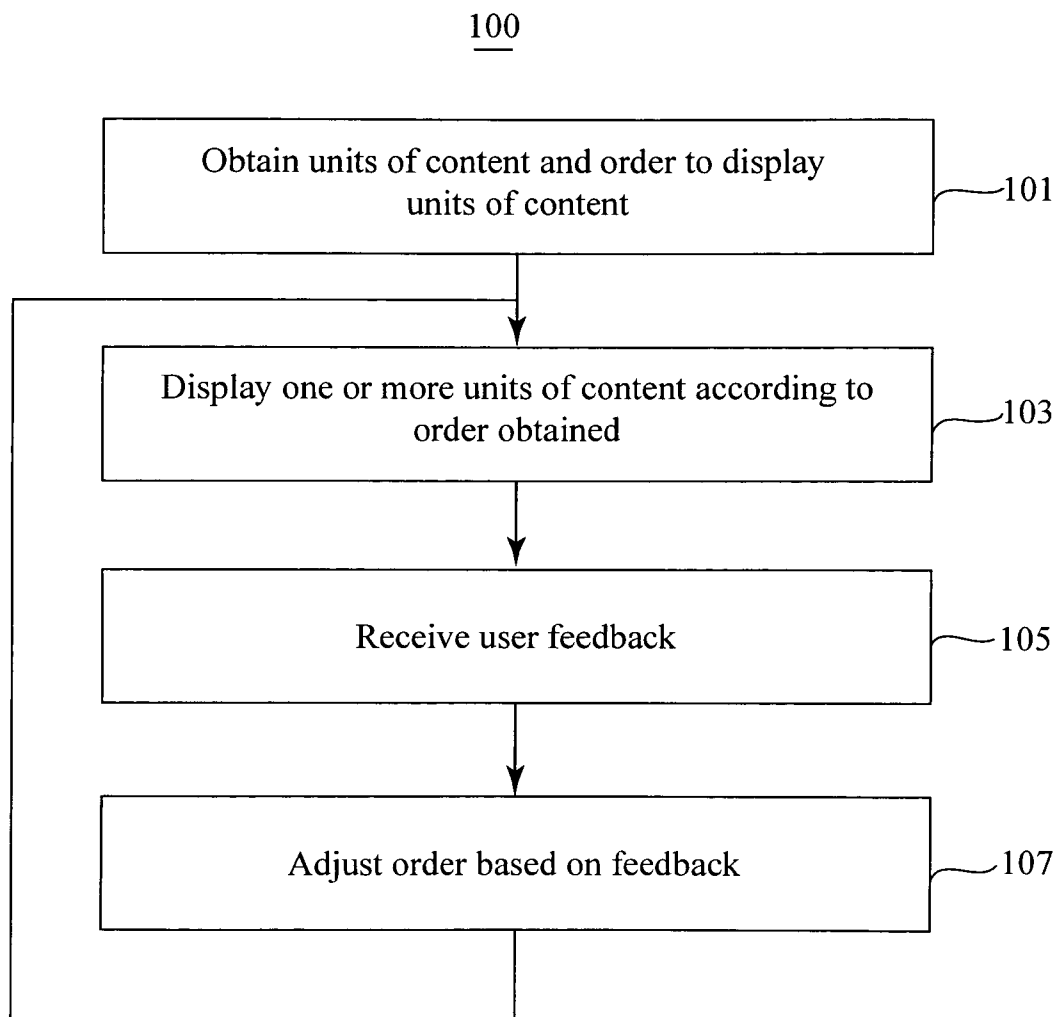 100
Obtain units of content and order to display
units of content
101
Display one or more units of content according to
order obtained
103
Receive user feedback
105
Adjust order based on feedback
107